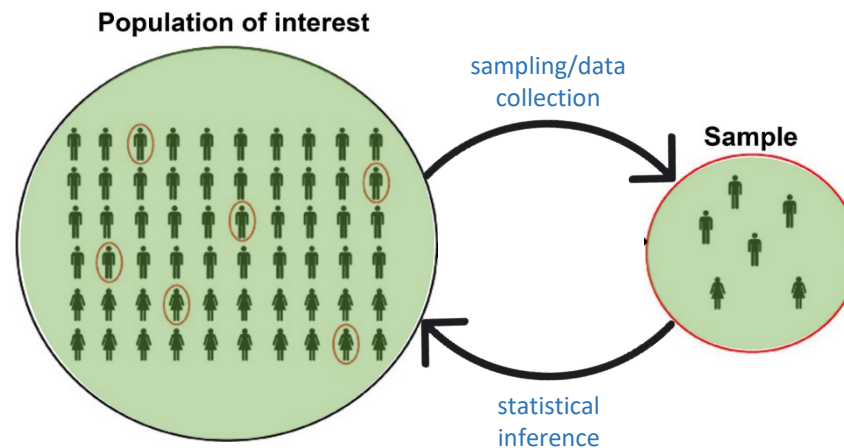 Population of interest
sampling/data
collection
Sample
statistical
inference